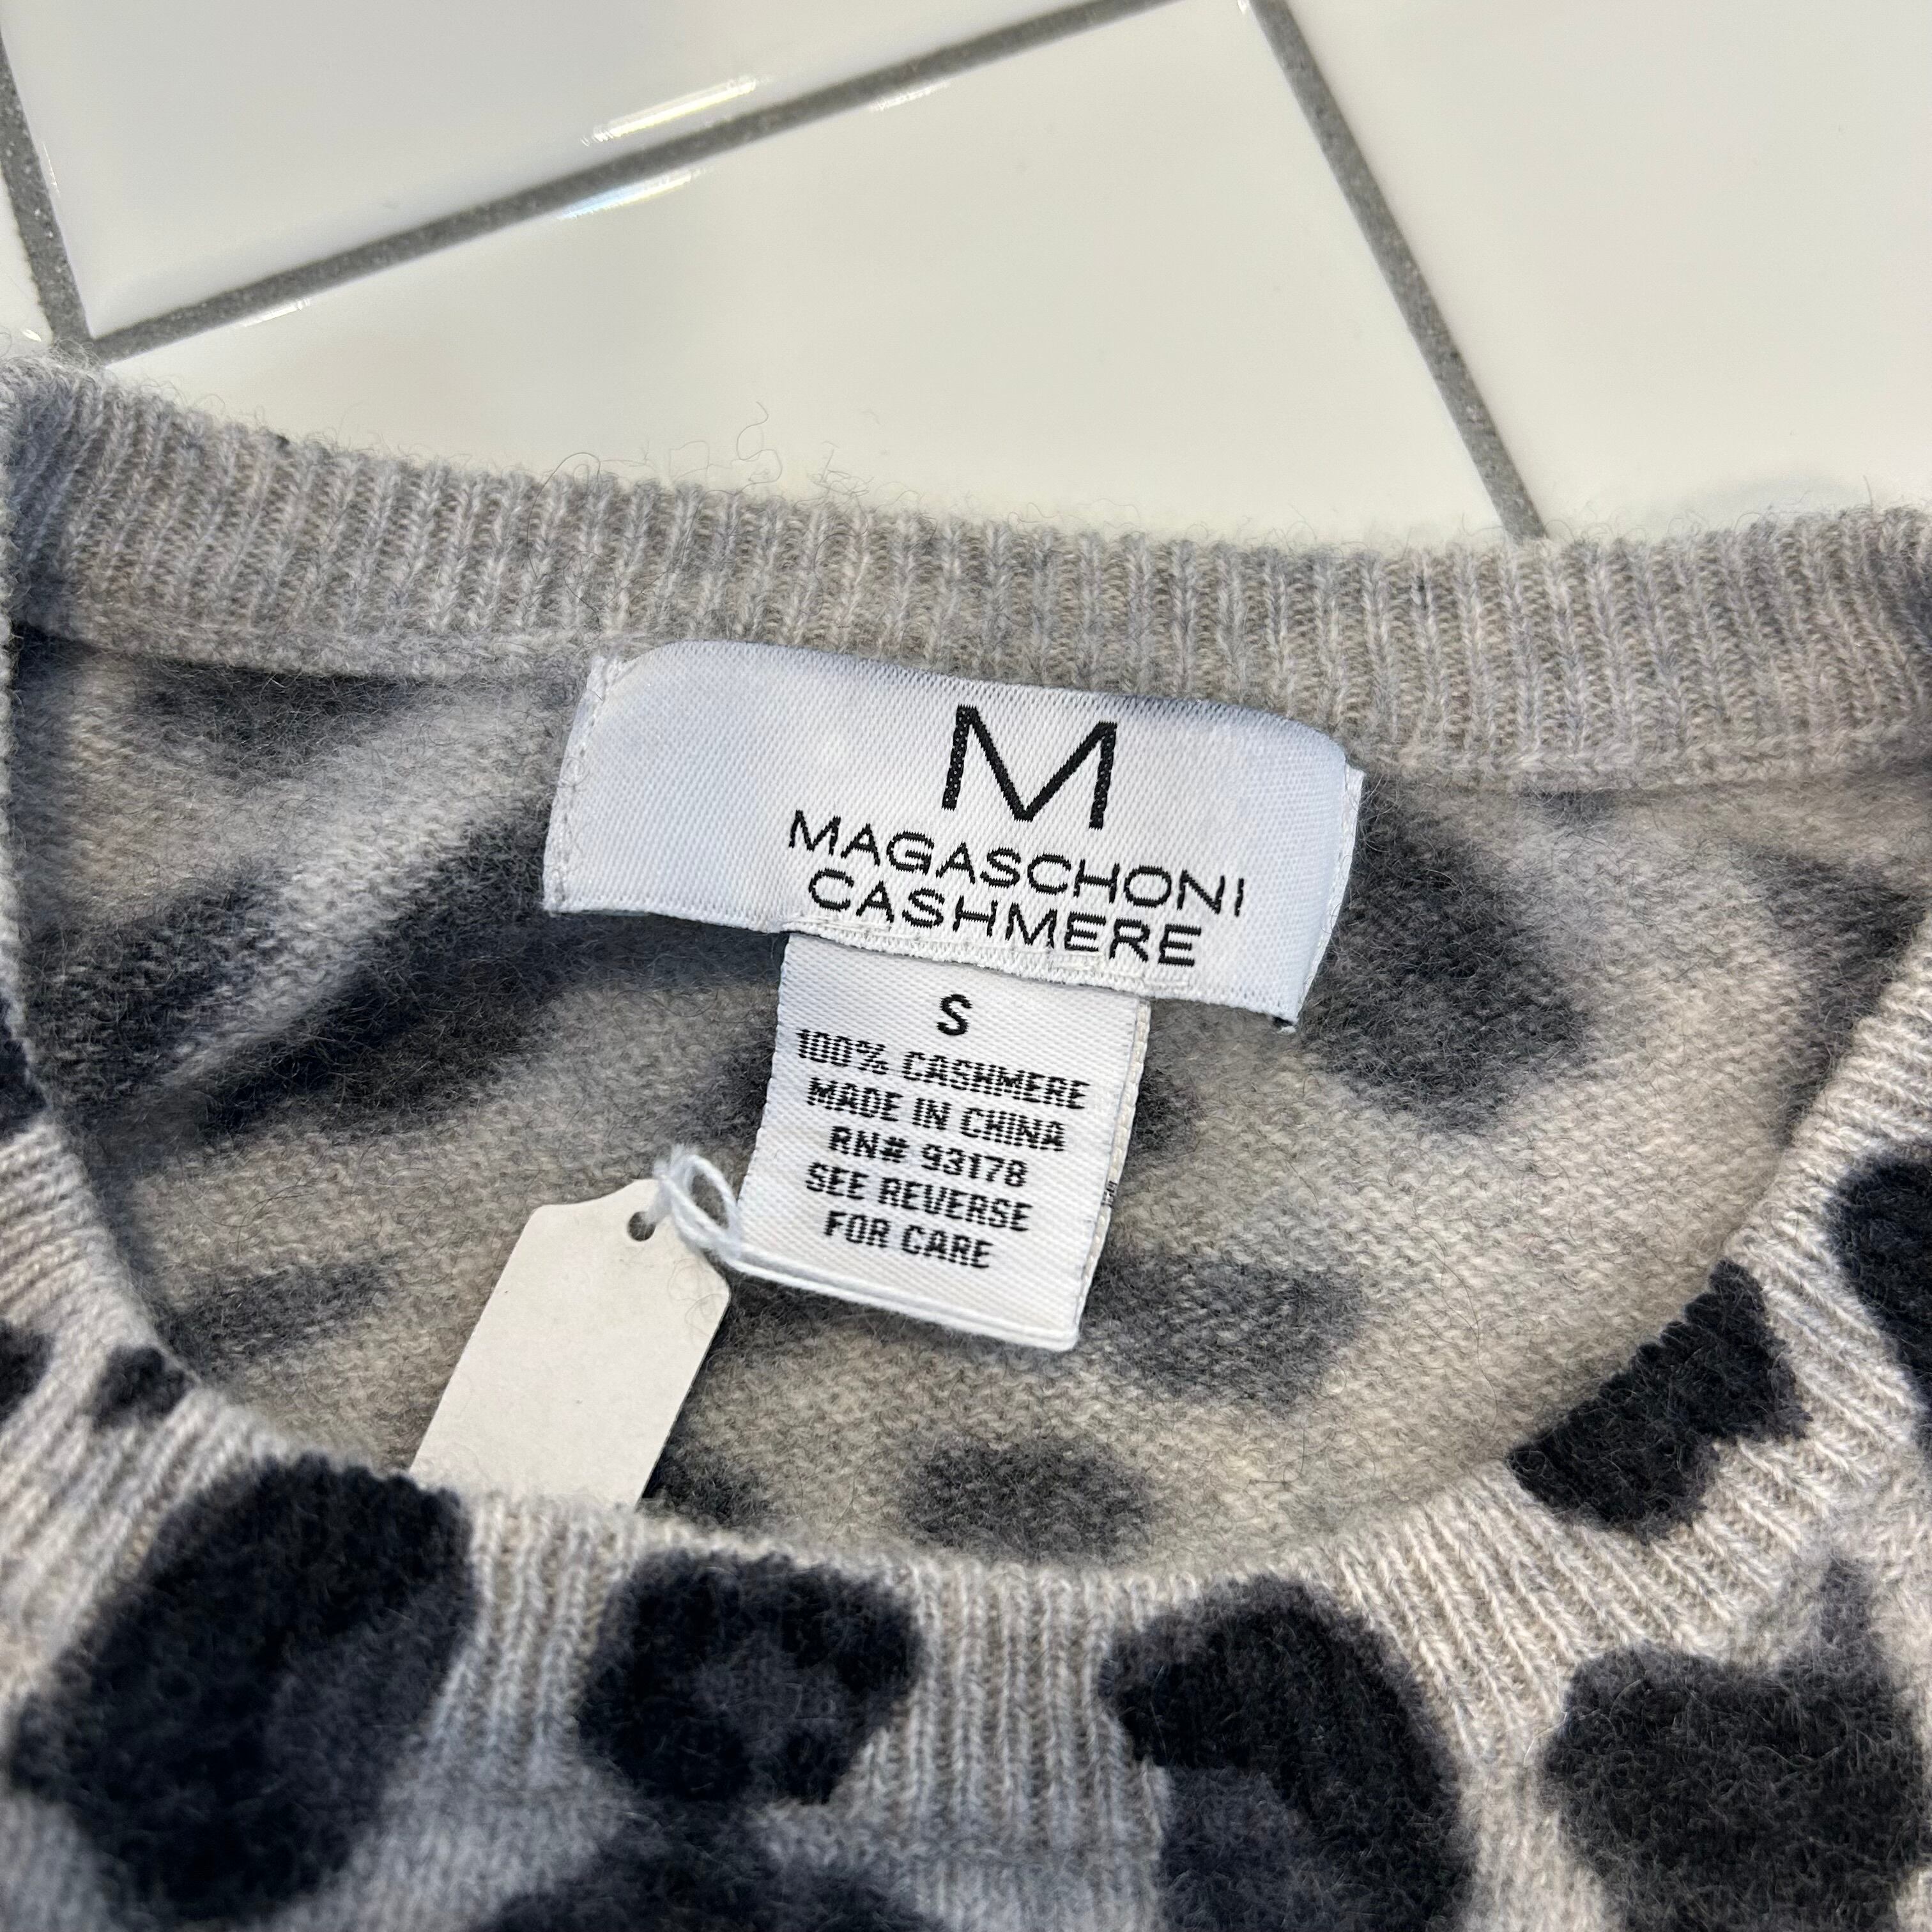 M
MAGASCHONI
CASHMERE
S
100% CASHMERE
MADE IN CHINA
RN# 93178
SEE REVERSE
FOR CARE